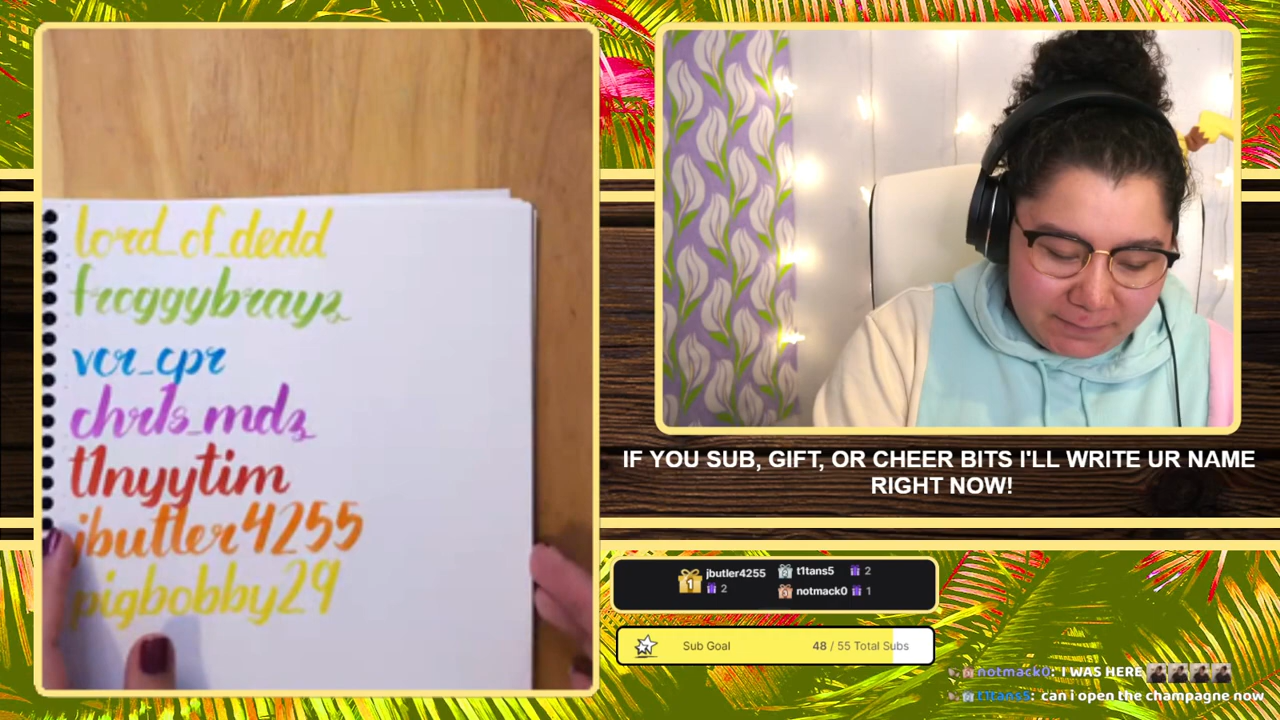 lord_of_dedd
froggybrayz
vcr_cpr
chr1s_mdz
t1nyytim
jbutler4255
pigbobby29
IF YOU SUB, GIFT, OR CHEER BITS I'LL WRITE UR NAME
RIGHT NOW!
1 jbutler4255 2
t1tans5 2
notmack0 1
Sub Goal 48 / 55 Total Subs
notmack0: I WAS HERE
t1tans5: can i open the champagne now